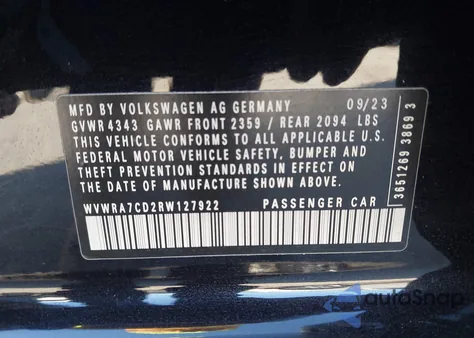 MFD BY VOLKSWAGEN AG GERMANY 09/23
GVWR 4343 GAWR FRONT 2359 / REAR 2094 LBS
THIS VEHICLE CONFORMS TO ALL APPLICABLE U.S.
FEDERAL MOTOR VEHICLE SAFETY, BUMPER AND
THEFT PREVENTION STANDARDS IN EFFECT ON THE
DATE OF MANUFACTURE SHOWN ABOVE.
WVWRA7CD2RW127922 PASSENGER CAR
3651269 3869 3
autoSnap